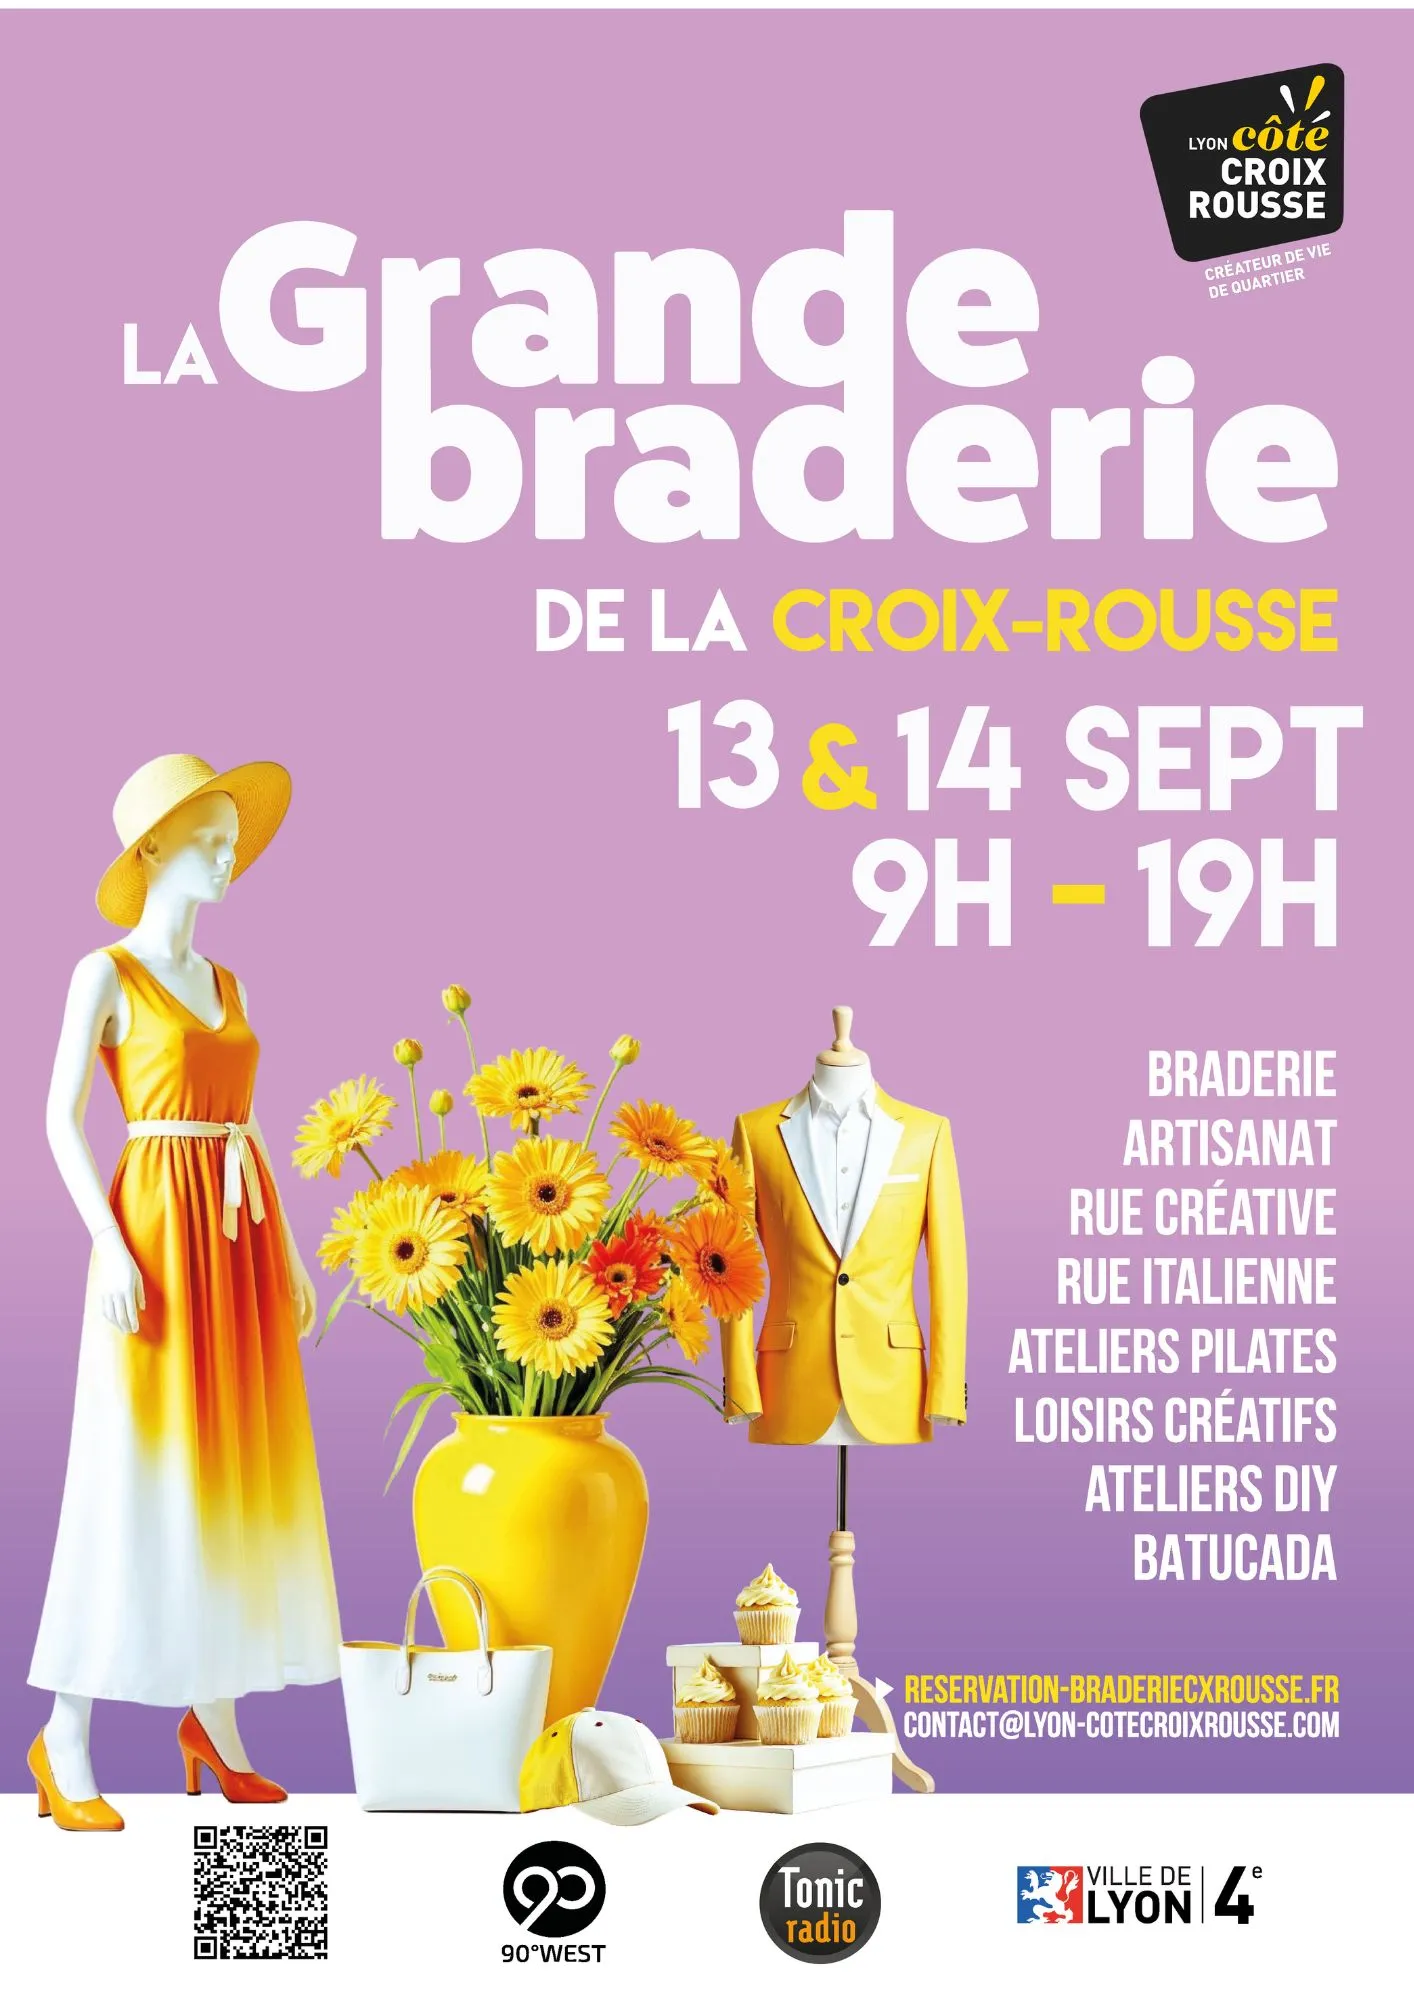 LYON côté
CROIX
ROUSSE
CRÉATEUR DE VIE
DE QUARTIER
LA Grande
braderie
DE LA CROIX-ROUSSE
13 & 14 SEPT
9H - 19H
BRADERIE
ARTISANAT
RUE CRÉATIVE
RUE ITALIENNE
ATELIERS PILATES
LOISIRS CRÉATIFS
ATELIERS DIY
BATUCADA
RESERVATION-BRADERIECXROUSSE.FR
CONTACT@LYON-COTECROIXROUSSE.COM
90
90°WEST
Tonic
radio
VILLE DE
LYON
4e